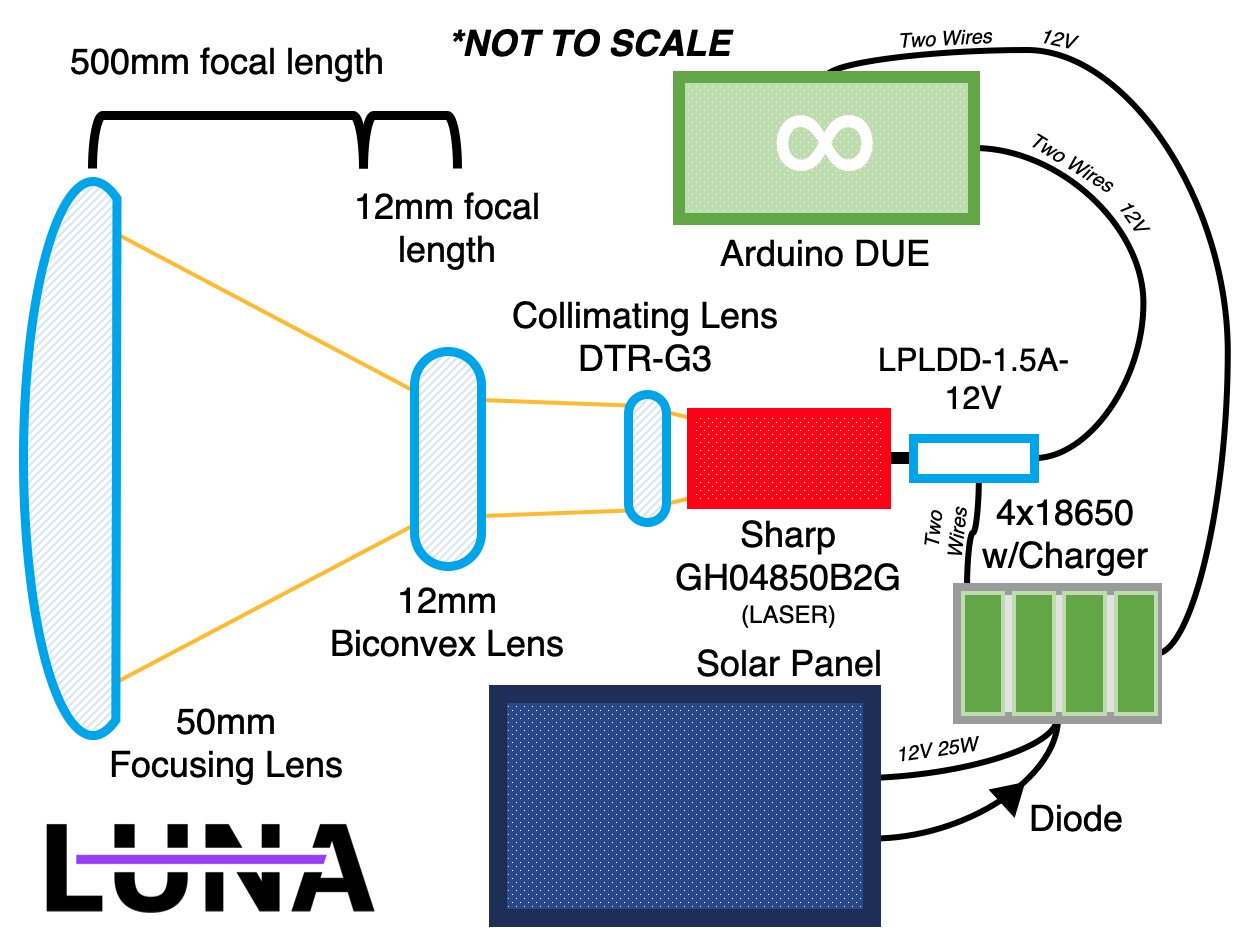 *NOT TO SCALE
500mm focal length
12mm focal
length
Two Wires 12V
Two Wires 12V
Arduino DUE
Collimating Lens
DTR-G3
LPLDD-1.5A-
12V
Two
Wires
4x18650
w/Charger
Sharp
GH04850B2G
(LASER)
12mm
Biconvex Lens
Solar Panel
50mm
Focusing Lens
12V 25W
Diode
LUNA